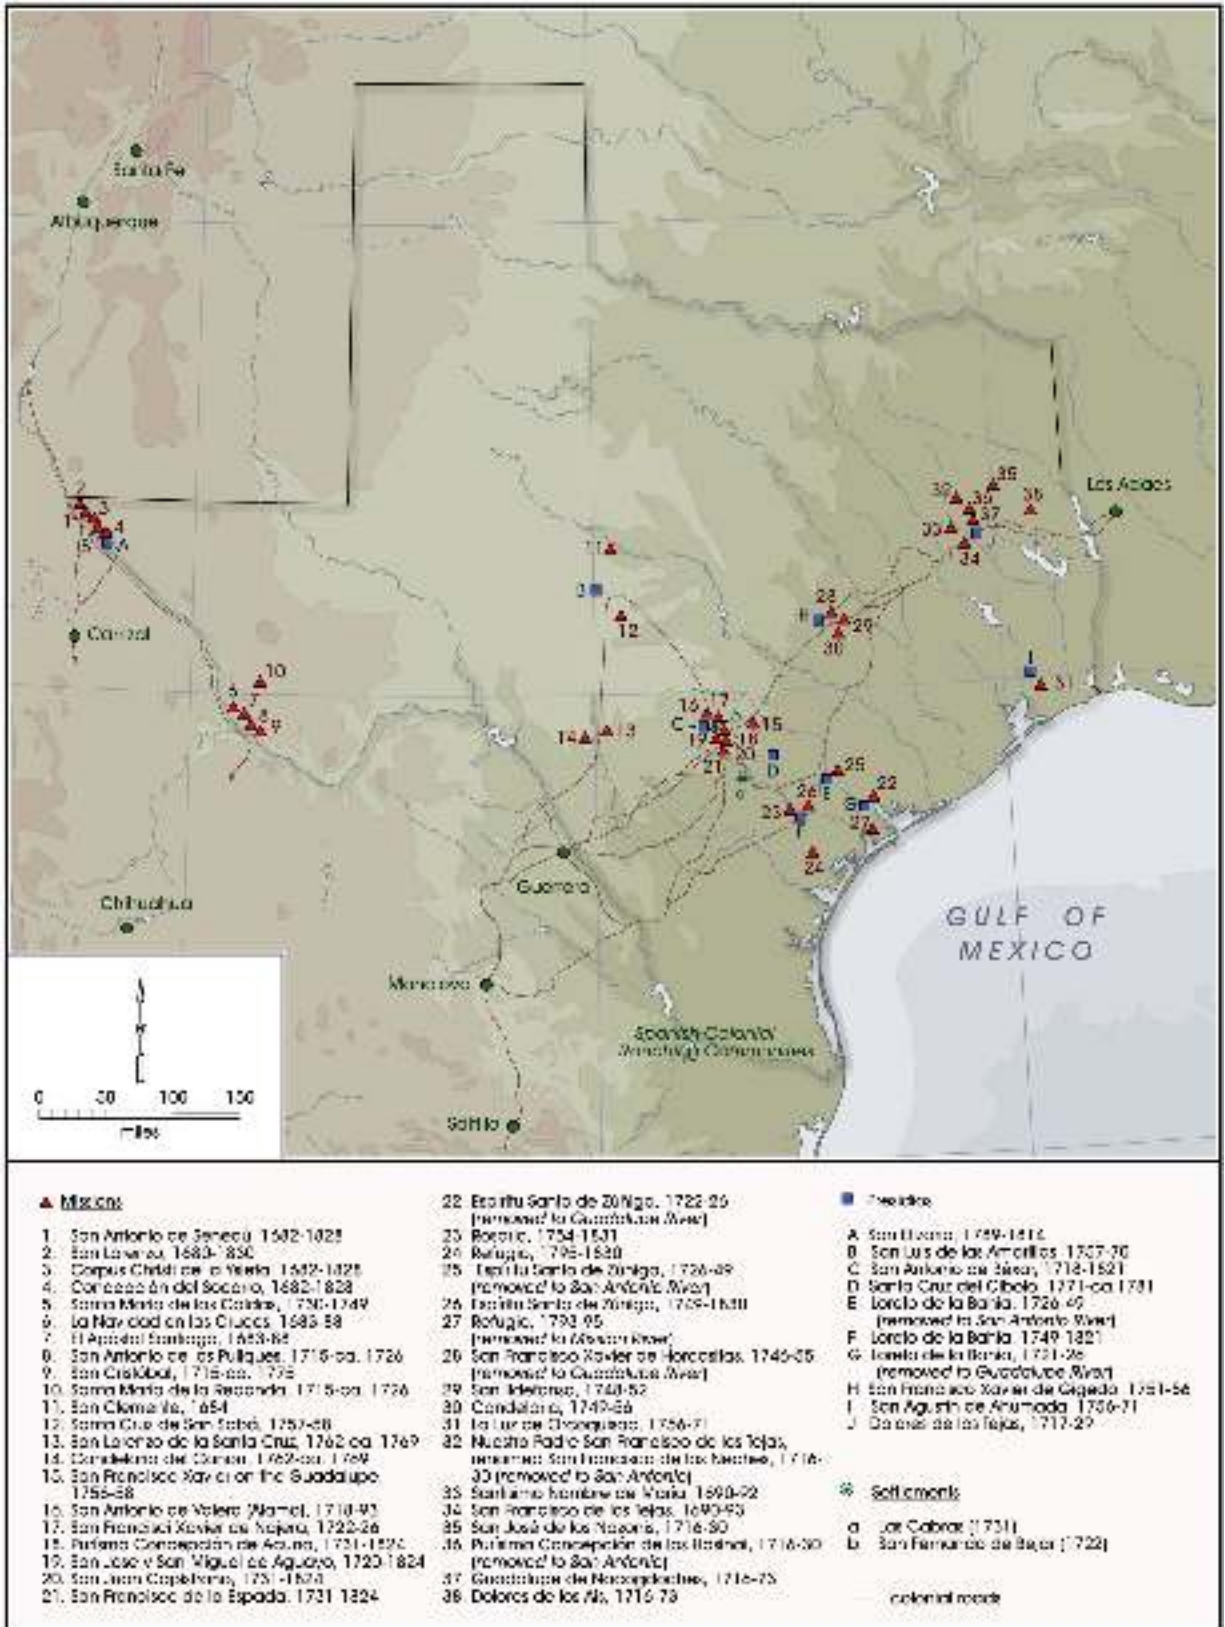 Santa Fe
Albuquerque
Las Adaes
Carrizal
Chihuahua
Guerrero
Monclova
Saltillo
Spanish Colonial
Ranching Communities
GULF OF
MEXICO
0 50 100 150
miles
Missions
1. San Antonio de Senecú, 1682-1828
2. San Lorenzo, 1683-1830
3. Corpus Christi de la Ysleta, 1682-1828
4. Concepción del Socorro, 1682-1828
5. Santa María de las Caldas, 1730-1749
6. La Navidad en las Cruces, 1683-88
7. El Apóstol Santiago, 1683-88
8. San Antonio de los Puliques, 1715-ca. 1726
9. San Cristóbal, 1715-ca. 1775
10. Santa María de la Redonda, 1715-ca. 1726
11. San Clemente, 1684
12. Santa Cruz de San Sabá, 1757-58
13. San Lorenzo de la Santa Cruz, 1762-ca. 1769
14. Candelaria del Cañon, 1762-ca. 1769
15. San Francisco Xavier on the Guadalupe,
1756-58
16. San Antonio de Valero (Alamo), 1718-93
17. San Francisci Xavier de Najera, 1722-26
18. Purísma Concepción de Acuna, 1731-1824
19. San Jose y San Miguel de Aguayo, 1720-1824
20. San Juan Capistrano, 1731-1824
21. San Francisco de la Espada, 1731-1824
22 Espíritu Santo de Zúñiga, 1722-26
(removed to Guadalupe River)
23 Rosario, 1754-1831
24 Refugio, 1795-1830
25 Espíritu Santo de Zúñiga, 1726-49
(removed to San Antonio River)
26 Espíritu Santo de Zúñiga, 1749-1830
27 Refugio, 1793-95
(removed to Mission River)
28 San Francisco Xavier de Horcasitas, 1746-55
(removed to Guadalupe River)
29 San Ildefonso, 1748-52
30 Candelaria, 1749-56
31 La Luz de Orcoquisac, 1756-71
32 Nuestro Padre San Francisco de los Tejas,
renamed San Francisco de los Neches, 1716-
30 (removed to San Antonio)
33 Santísimo Nombre de María, 1690-92
34 San Francisco de los Tejas, 1690-93
35 San José de los Nazonis, 1716-30
36 Purísima Concepción de los Hasinai, 1716-30
(removed to San Antonio)
37 Guadalupe de Nacogdoches, 1716-73
38 Dolores de los Ais, 1716-73
Presidios
A San Elizario, 1789-1814
B San Luis de las Amarillas, 1757-70
C San Antonio de Béxar, 1718-1821
D Santa Cruz del Cíbolo, 1771-ca. 1781
E Loreto de la Bahía, 1726-49
(removed to San Antonio River)
F Loreto de la Bahía, 1749-1821
G Loreto de la Bahía, 1721-26
(removed to Guadalupe River)
H San Francisco Xavier de Gigedo, 1751-56
I San Agustín de Ahumada, 1756-71
J Dolores de los Tejas, 1717-29
Settlements
a Las Cabras (1731)
b San Fernando de Bejar (1722)
colonial roads